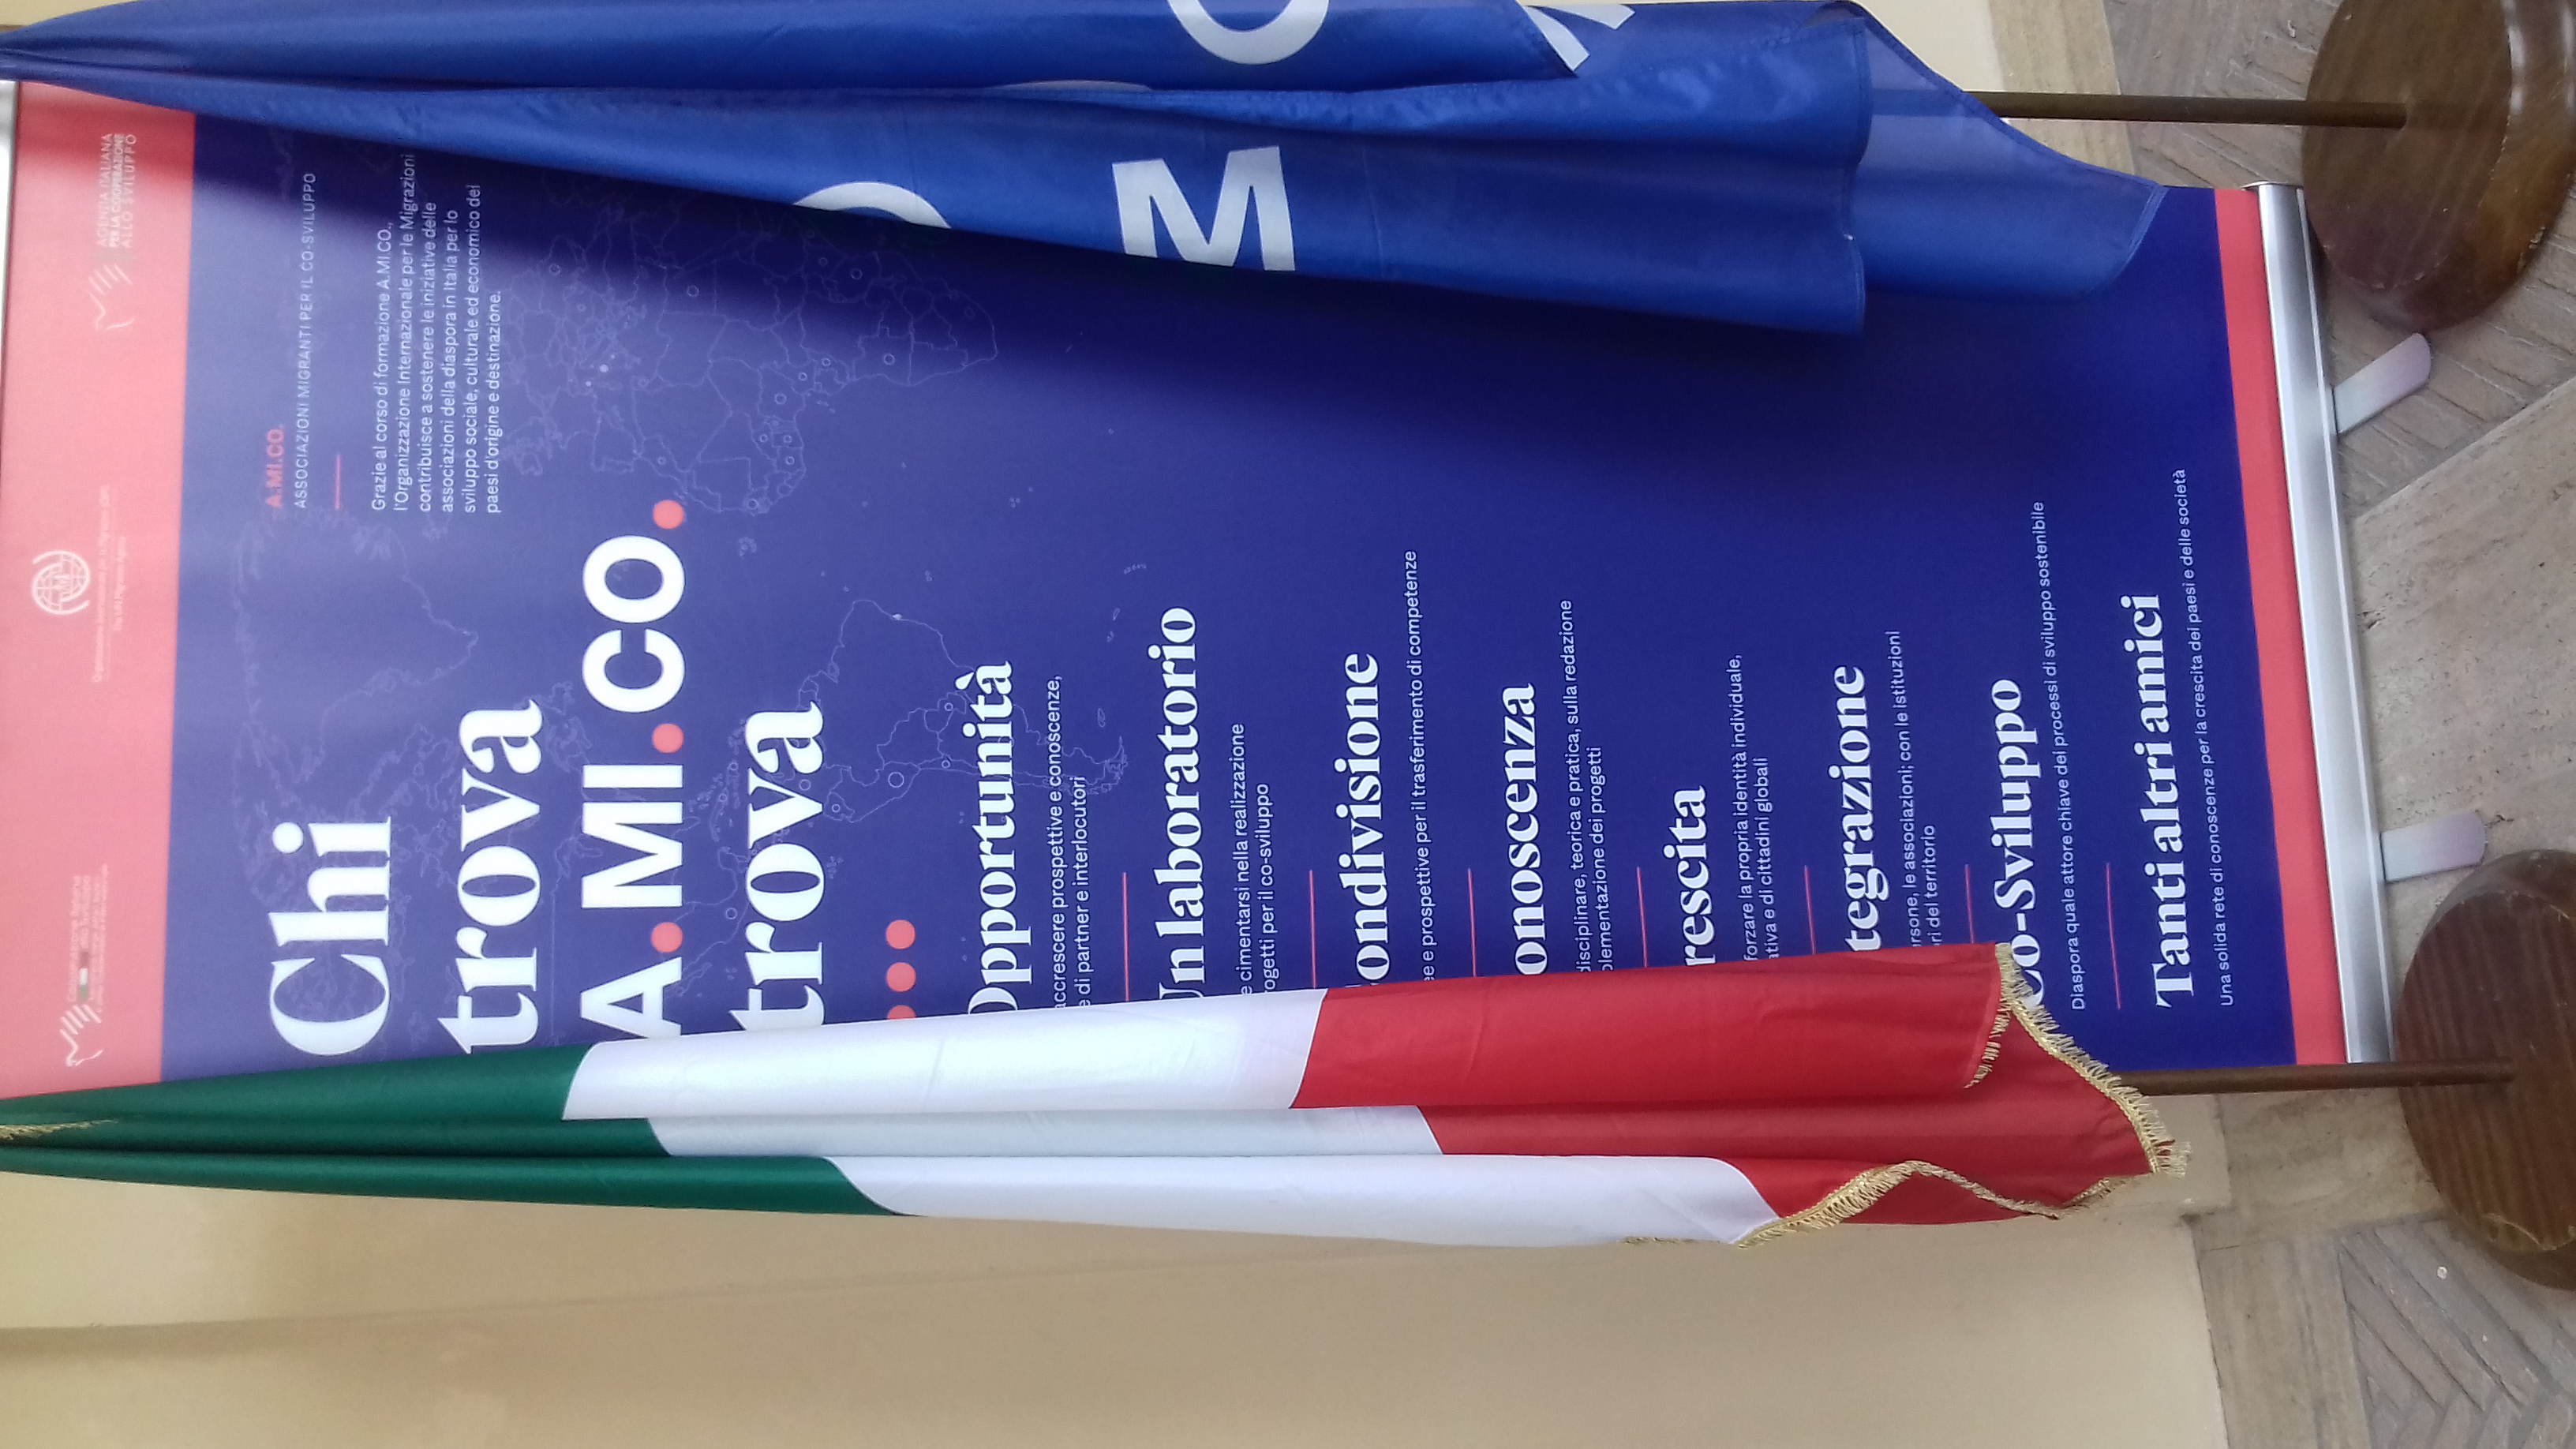 AGENZIA ITALIANA
PER LA COOPERAZIONE
ALLO SVILUPPO
Chi
trova
A.MI.CO.
trova
A.MI.CO.
ASSOCIAZIONI MIGRANTI PER IL CO-SVILUPPO
Grazie al corso di formazione A.MI.CO.,
l'Organizzazione Internazionale per le Migrazioni
contribuisce a sostenere le iniziative delle
associazioni della diaspora in Italia per lo
sviluppo sociale, culturale ed economico dei
paesi d'origine e destinazione.
...
Opportunità
accrescere prospettive e conoscenze,
e di partner e interlocutori
Un laboratorio
e cimentarsi nella realizzazione
rogetti per il co-sviluppo
ondivisione
ee e prospettive per il trasferimento di competenze
onoscenza
disciplinare, teorica e pratica, sulla redazione
plementazione dei progetti
rescita
forzare la propria identità individuale,
ativa e di cittadini globali
tegrazione
ersone, le associazioni; con le istituzioni
ri del territorio
Co-Sviluppo
Diaspora quale attore chiave dei processi di sviluppo sostenibile
Tanti altri amici
Una solida rete di conoscenze per la crescita dei paesi e delle società
M